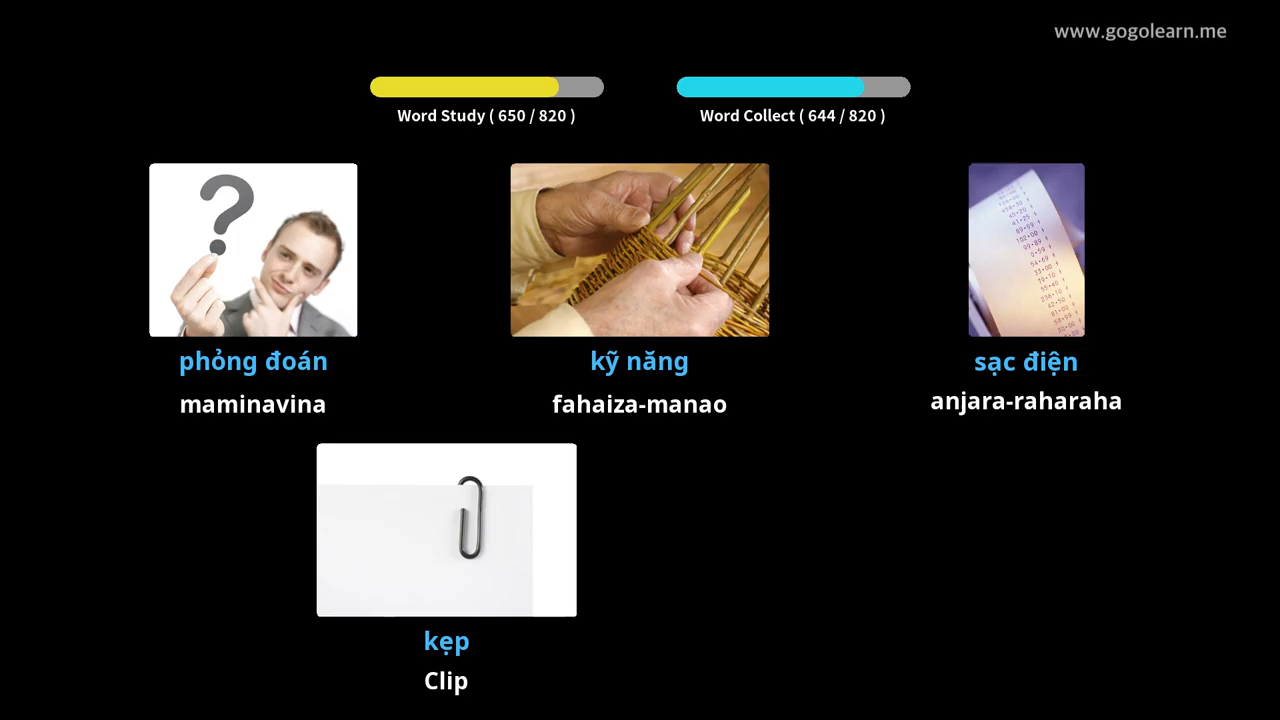 www.gogolearn.me
Word Study ( 650 / 820 )
Word Collect ( 644 / 820 )
phỏng đoán
maminavina
kỹ năng
fahaiza-manao
sạc điện
anjara-raharaha
kẹp
Clip